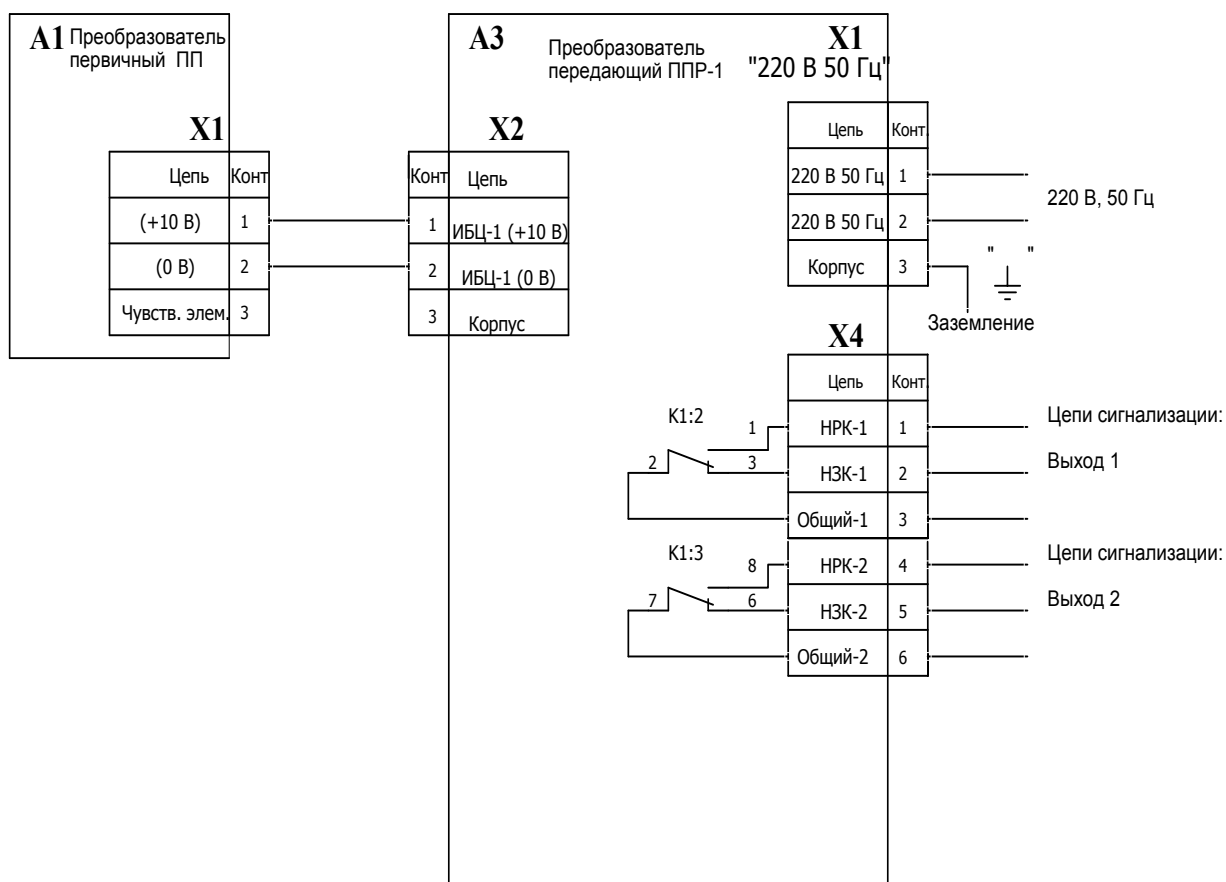 A1 Преобразователь
первичный ПП
X1
Цепь Конт
(+10 В) 1
(0 В) 2
Чувств. элем. 3
A3 Преобразователь
передающий ППР-1
X2
Конт Цепь
1 ИБЦ-1 (+10 В)
2 ИБЦ-1 (0 В)
3 Корпус
X1
"220 В 50 Гц"
Цепь Конт.
220 В 50 Гц 1
220 В 50 Гц 2
Корпус 3
220 В, 50 Гц
" "
Заземление
X4
Цепь Конт.
НРК-1 1
НЗК-1 2
Общий-1 3
НРК-2 4
НЗК-2 5
Общий-2 6
K1:2
1
2 3
K1:3
8
7 6
Цепи сигнализации:
Выход 1
Цепи сигнализации:
Выход 2